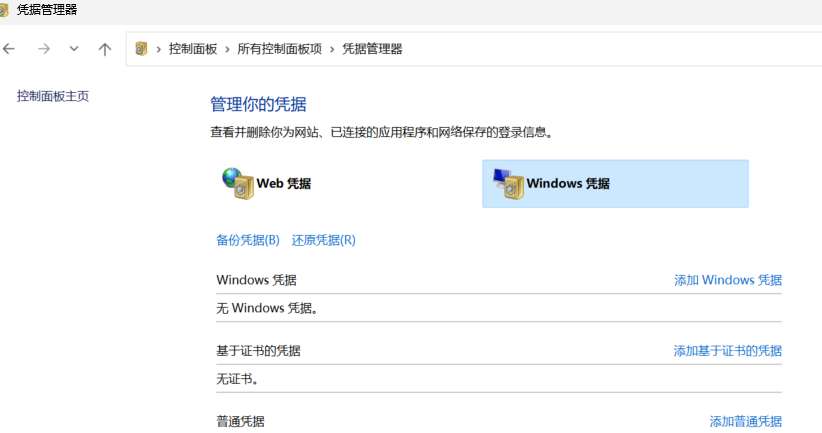 凭据管理器
控制面板 › 所有控制面板项 › 凭据管理器
控制面板主页
管理你的凭据
查看并删除你为网站、已连接的应用程序和网络保存的登录信息。
Web 凭据
Windows 凭据
备份凭据(B) 还原凭据(R)
Windows 凭据 添加 Windows 凭据
无 Windows 凭据。
基于证书的凭据 添加基于证书的凭据
无证书。
普通凭据 添加普通凭据